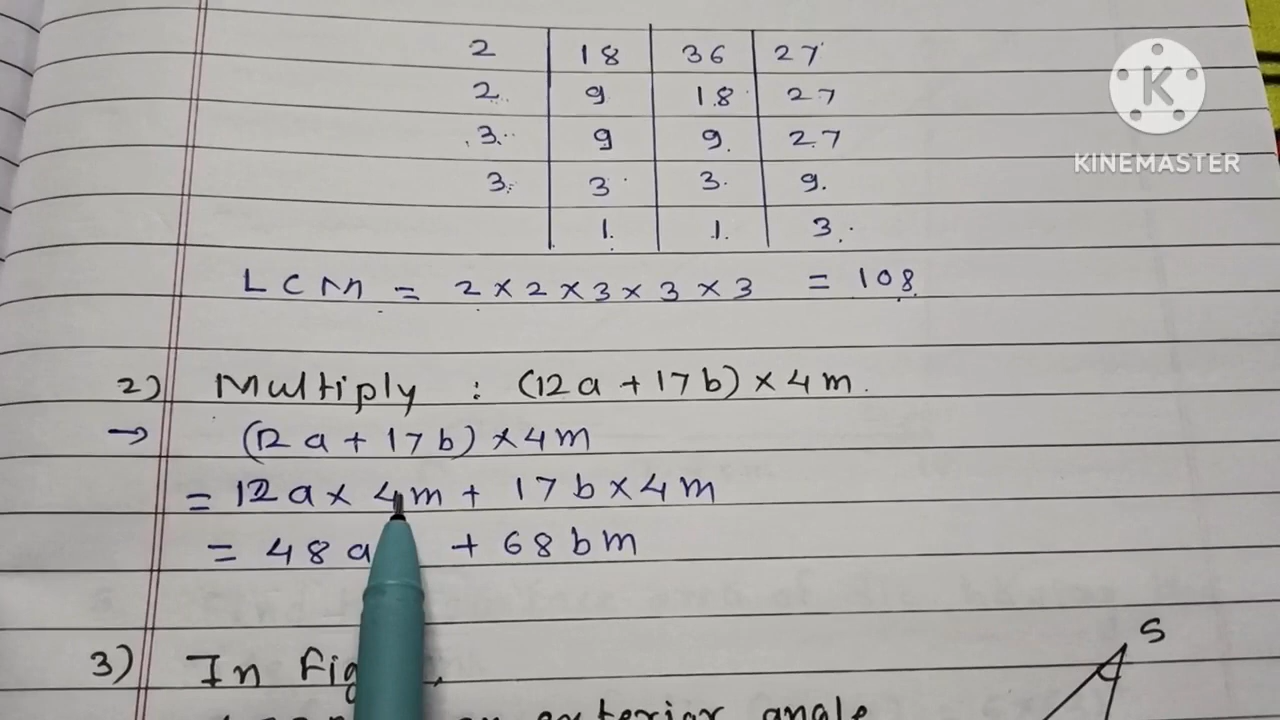 2 18 36 27
2 9 18 27
3 9 9 27
3 3 3 9
1 1 3
LCM = 2 × 2 × 3 × 3 × 3 = 108
2) Multiply : (12a + 17b) × 4m.
→ (12a + 17b) × 4m
= 12a × 4m + 17b × 4m
= 48a + 68bm
3) In Fig
exterior angle
S
K
KINEMASTER